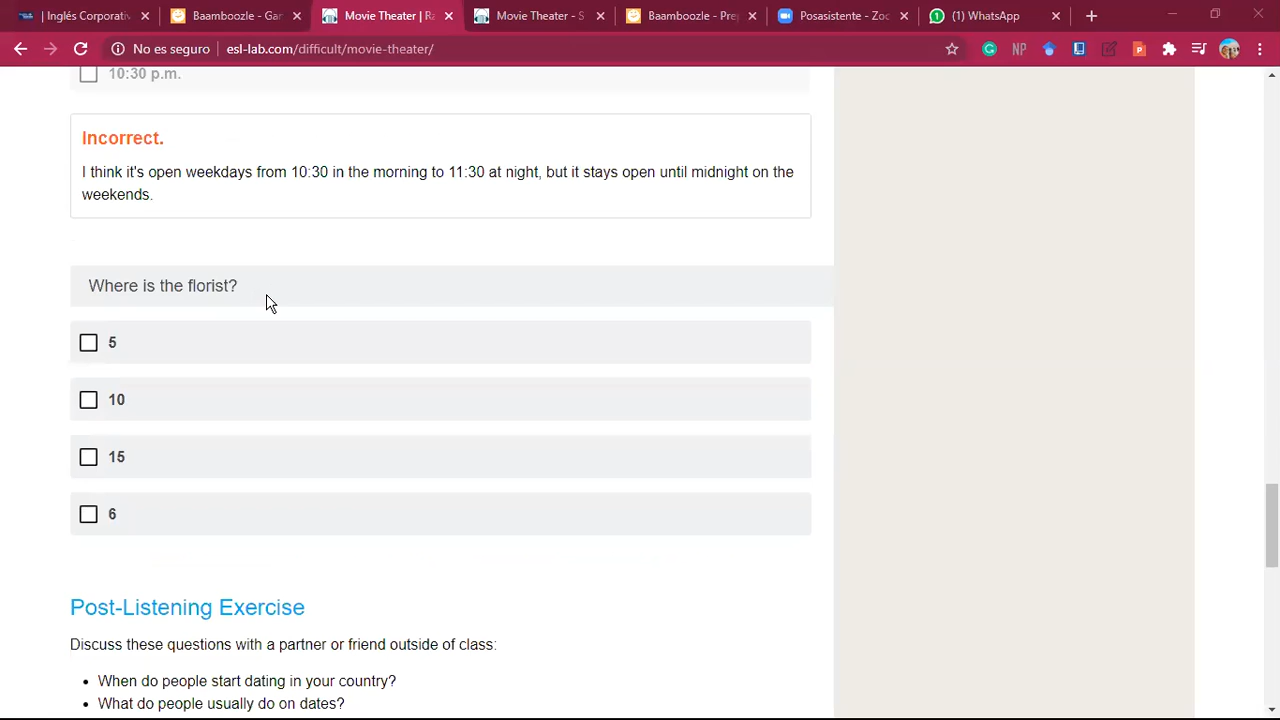 | Inglés Corporativ
Baamboozle - Gar
Movie Theater | Ra
Movie Theater - S
Baamboozle - Prep
Posasistente - Zoc
(1) WhatsApp
No es seguro | esl-lab.com/difficult/movie-theater/
NP
10:30 p.m.
Incorrect.
I think it's open weekdays from 10:30 in the morning to 11:30 at night, but it stays open until midnight on the
weekends.
Where is the florist?
5
10
15
6
Post-Listening Exercise
Discuss these questions with a partner or friend outside of class:
• When do people start dating in your country?
• What do people usually do on dates?